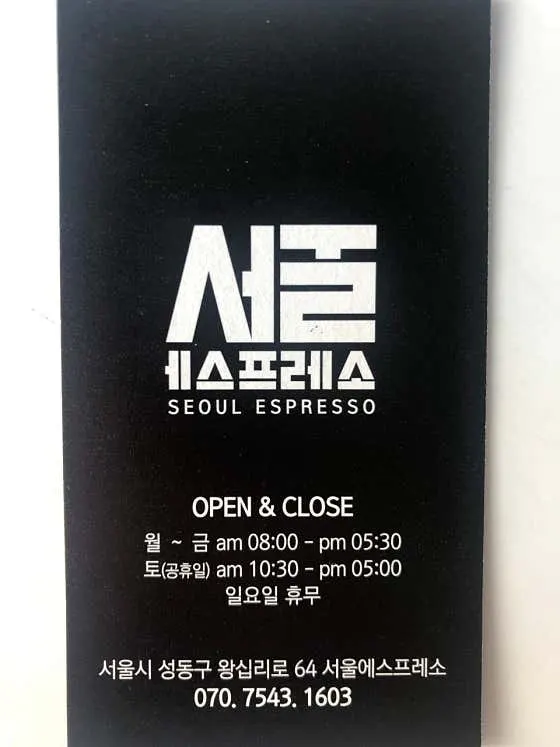 서울
에스프레소
SEOUL ESPRESSO
OPEN & CLOSE
월 ~ 금 am 08:00 - pm 05:30
토(공휴일) am 10:30 - pm 05:00
일요일 휴무
서울시 성동구 왕십리로 64 서울에스프레소
070. 7543. 1603